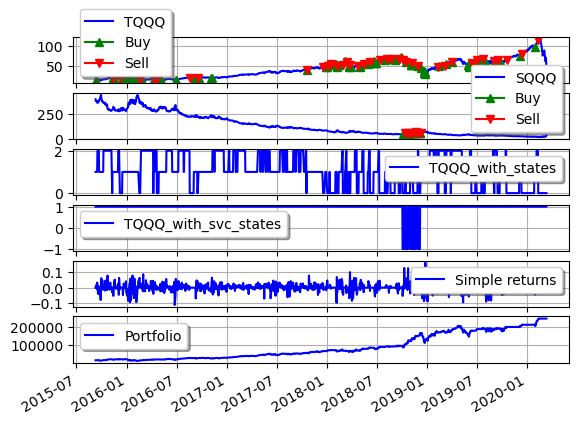 TQQQ
Buy
Sell
100
50
SQQQ
Buy
Sell
250
0
2
0
TQQQ_with_states
1
0
−1
TQQQ_with_svc_states
0.1
0.0
−0.1
Simple returns
200000
100000
Portfolio
2015-07
2016-01
2016-07
2017-01
2017-07
2018-01
2018-07
2019-01
2019-07
2020-01